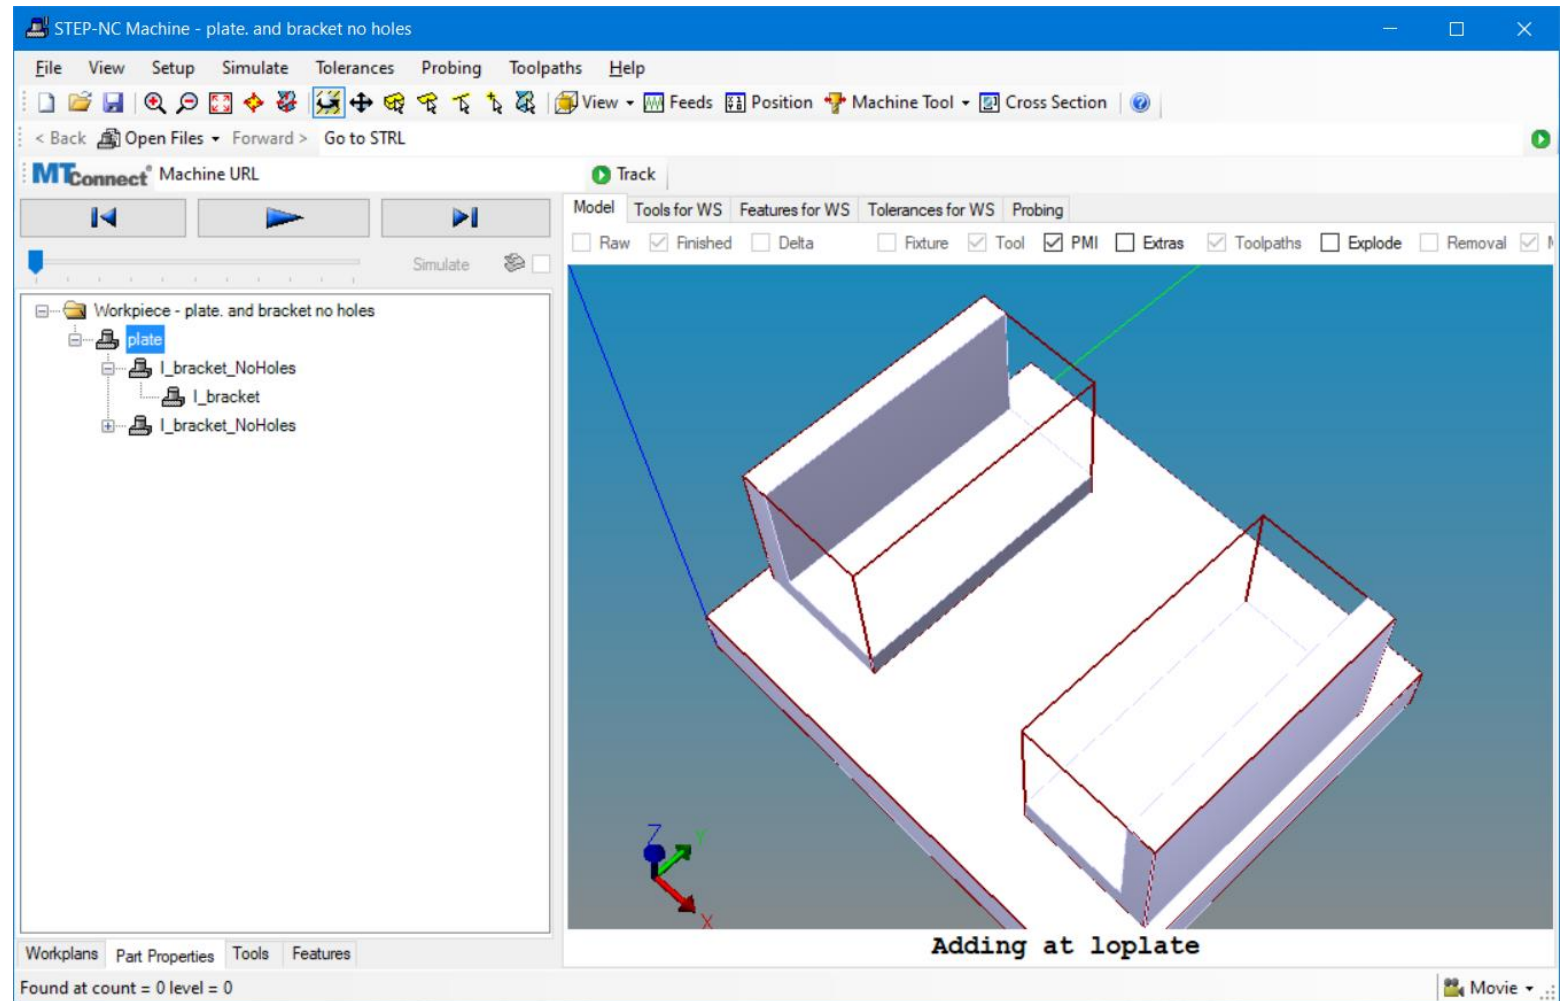 STEP-NC Machine - plate. and bracket no holes
File View Setup Simulate Tolerances Probing Toolpaths Help
View Feeds Position Machine Tool Cross Section
< Back Open Files Forward > Go to STRL
MTConnect® Machine URL Track
Model Tools for WS Features for WS Tolerances for WS Probing
Raw Finished Delta Fixture Tool PMI Extras Toolpaths Explode Removal
Simulate
Workpiece - plate. and bracket no holes
plate
l_bracket_NoHoles
l_bracket
l_bracket_NoHoles
Z Y
X
Adding at loplate
Workplans Part Properties Tools Features
Found at count = 0 level = 0 Movie